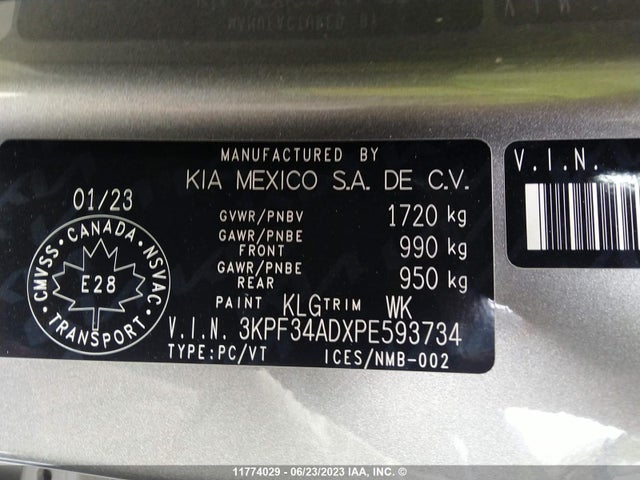 MANUFACTURED BY
KIA MEXICO S.A. DE C.V.
01/23
GVWR/PNBV 1720 kg
GAWR/PNBE FRONT 990 kg
GAWR/PNBE REAR 950 kg
PAINT KLG TRIM WK
V.I.N. 3KPF34ADXPE593734
TYPE:PC/VT ICES/NMB-002
CMVSS • CANADA • NSVAC • TRANSPORT •
E28
V.I.N.
11774029 - 06/23/2023 IAA, INC. ©